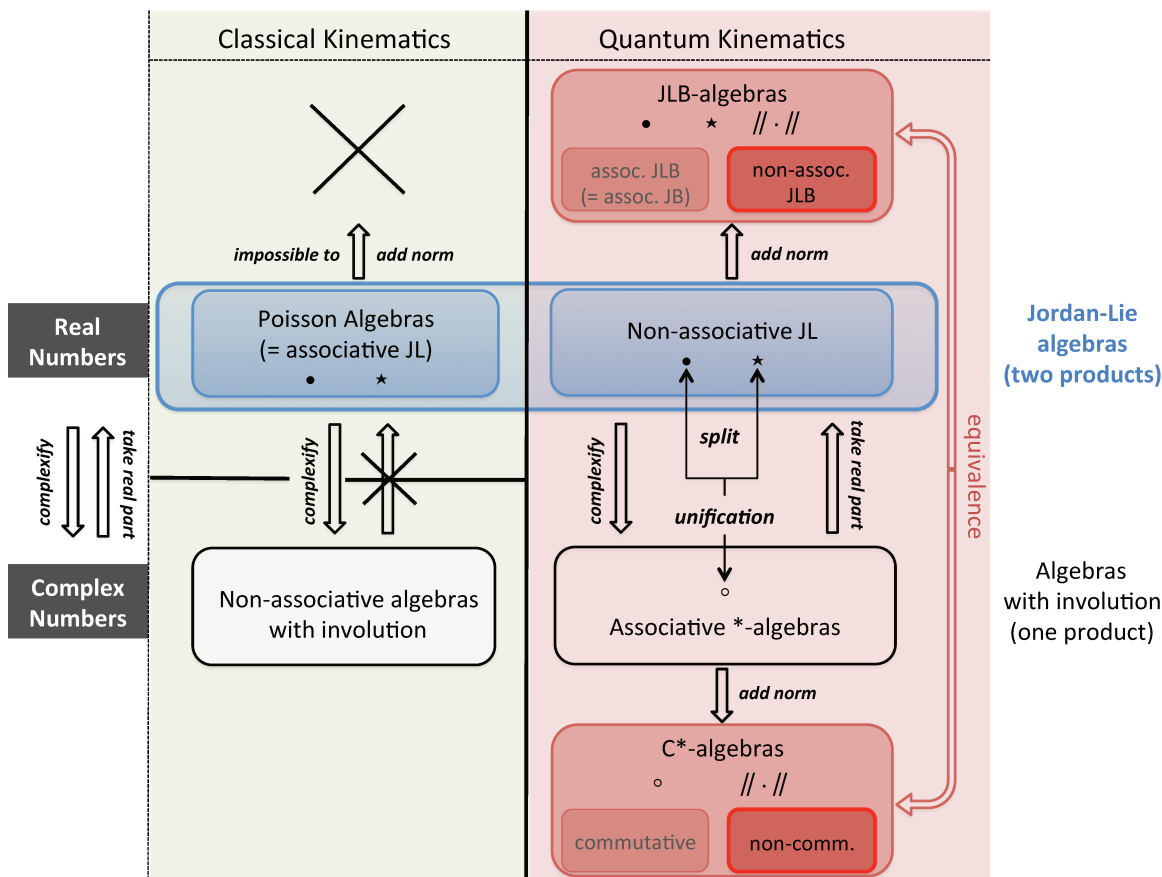 Classical Kinematics
Quantum Kinematics
JLB-algebras
• ★ // · //
assoc. JLB
(= assoc. JB)
non-assoc.
JLB
impossible to
add norm
add norm
Real
Numbers
Poisson Algebras
(= associative JL)
• ★
Non-associative JL
• ★
Jordan-Lie
algebras
(two products)
complexify
take real part
complexify
split
unification
complexify
take real part
equivalence
Complex
Numbers
Non-associative algebras
with involution
○
Associative *-algebras
Algebras
with involution
(one product)
add norm
C*-algebras
○ // · //
commutative
non-comm.